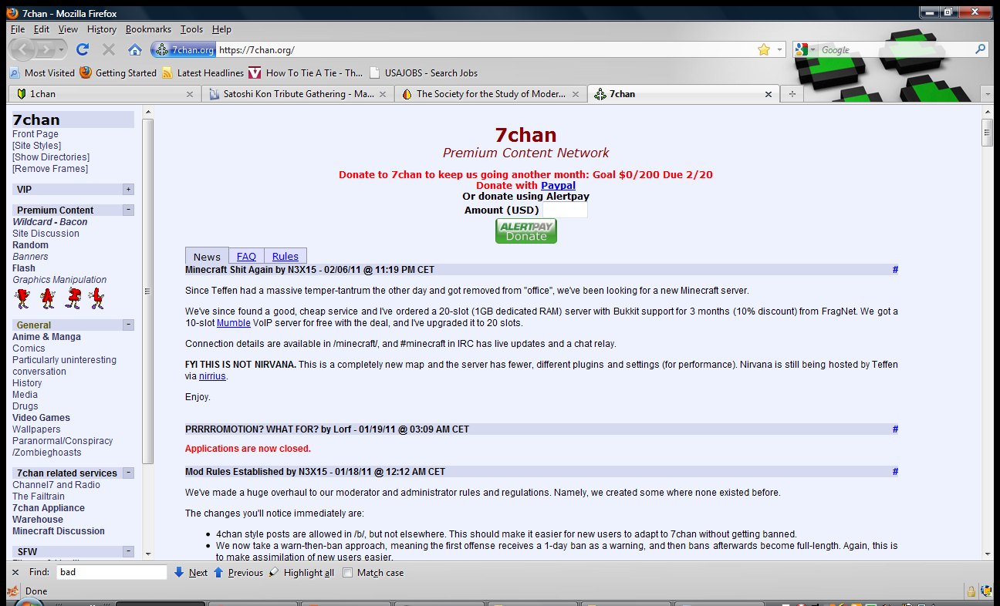 7chan - Mozilla Firefox
File Edit View History Bookmarks Tools Help
7chan.org https://7chan.org/ Google
Most Visited Getting Started Latest Headlines How To Tie A Tie - Th... USAJOBS - Search Jobs
1chan Satoshi Kon Tribute Gathering - Ma... The Society for the Study of Moder... 7chan
7chan
Front Page
[Site Styles]
[Show Directories]
[Remove Frames]
VIP +
Premium Content -
Wildcard - Bacon
Site Discussion
Random
Banners
Flash
Graphics Manipulation
General -
Anime & Manga
Comics
Particularly uninteresting
conversation
History
Media
Drugs
Video Games
Wallpapers
Paranormal/Conspiracy
/Zombieghoasts
7chan related services -
Channel7 and Radio
The Failtrain
7chan Appliance
Warehouse
Minecraft Discussion
SFW -
7chan
Premium Content Network
Donate to 7chan to keep us going another month: Goal $0/200 Due 2/20
Donate with Paypal
Or donate using Alertpay
Amount (USD)
ALERTPAY
Donate
News FAQ Rules
Minecraft Shit Again by N3X15 - 02/06/11 @ 11:19 PM CET #
Since Teffen had a massive temper-tantrum the other day and got removed from "office", we've been looking for a new Minecraft server.
We've since found a good, cheap service and I've ordered a 20-slot (1GB dedicated RAM) server with Bukkit support for 3 months (10% discount) from FragNet. We got a
10-slot Mumble VoIP server for free with the deal, and I've upgraded it to 20 slots.
Connection details are available in /minecraft/, and #minecraft in IRC has live updates and a chat relay.
FYI THIS IS NOT NIRVANA. This is a completely new map and the server has fewer, different plugins and settings (for performance). Nirvana is still being hosted by Teffen
via nirrius.
Enjoy.
PRRRROMOTION? WHAT FOR? by Lorf - 01/19/11 @ 03:09 AM CET #
Applications are now closed.
Mod Rules Established by N3X15 - 01/18/11 @ 12:12 AM CET #
We've made a huge overhaul to our moderator and administrator rules and regulations. Namely, we created some where none existed before.
The changes you'll notice immediately are:
• 4chan style posts are allowed in /b/, but not elsewhere. This should make it easier for new users to adapt to 7chan without getting banned.
• We now take a warn-then-ban approach, meaning the first offense receives a 1-day ban as a warning, and then bans afterwards become full-length. Again, this is
to make assimilation of new users easier.
Find: bad Next Previous Highlight all Match case
Done